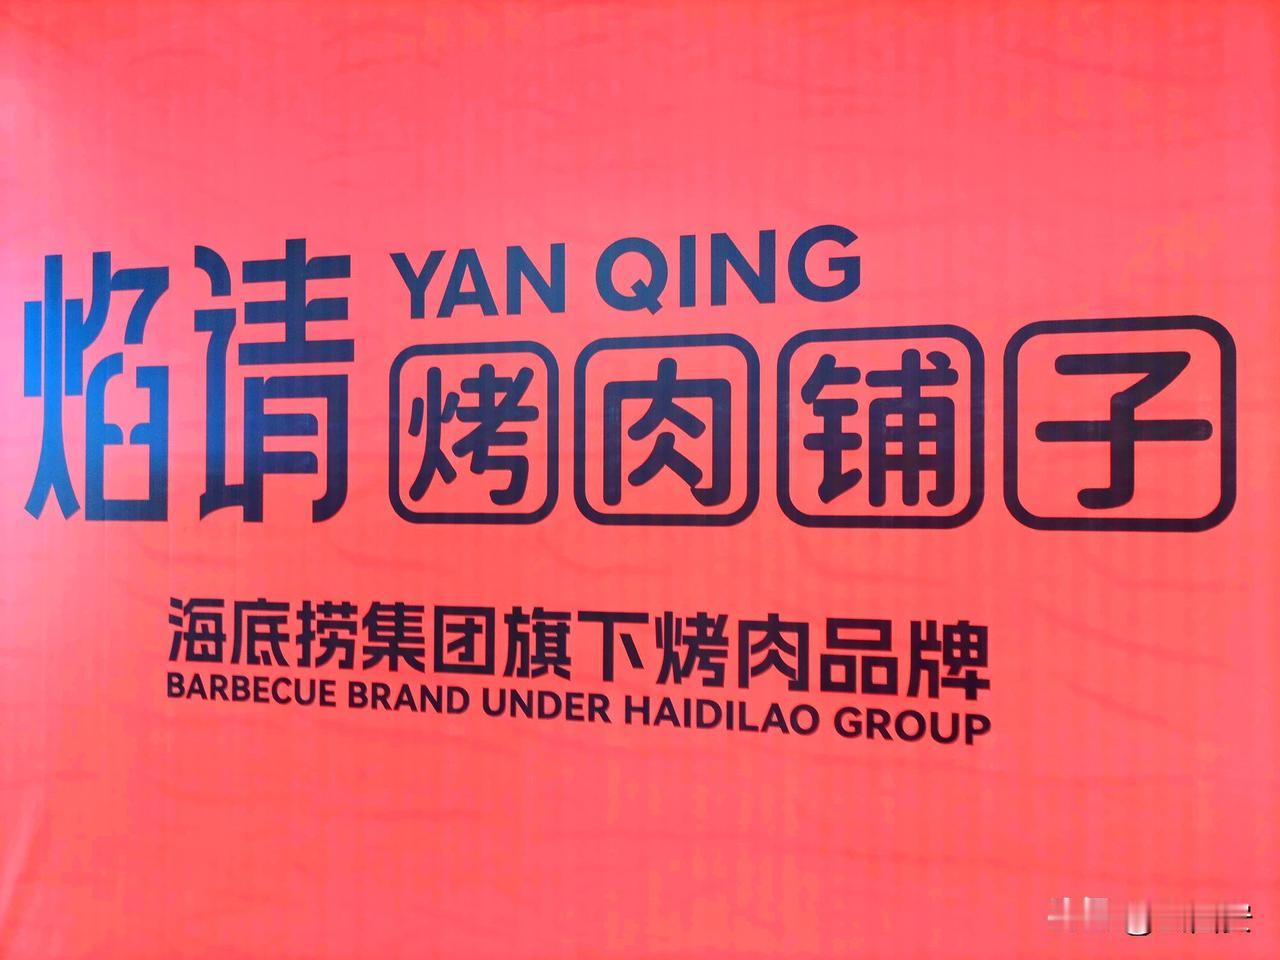 焰请
YAN QING
烤肉铺子
海底捞集团旗下烤肉品牌
BARBECUE BRAND UNDER HAIDILAO GROUP